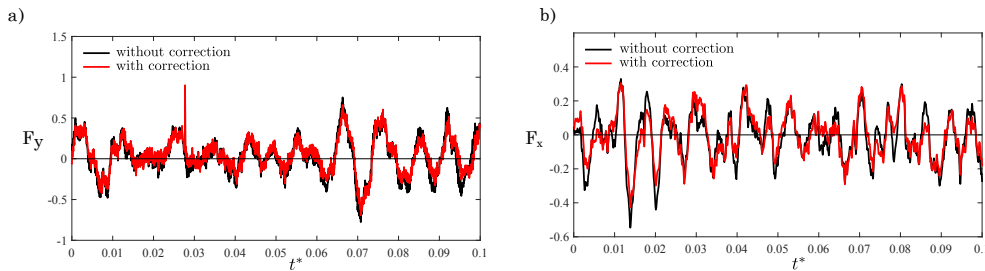 a)
1.5
1
0.5
0
-0.5
-1
F_y
without correction
with correction
0 0.01 0.02 0.03 0.04 0.05 0.06 0.07 0.08 0.09 0.1
t*
b)
0.4
0.2
0
-0.2
-0.4
-0.6
F_x
without correction
with correction
0 0.01 0.02 0.03 0.04 0.05 0.06 0.07 0.08 0.09 0.
t*